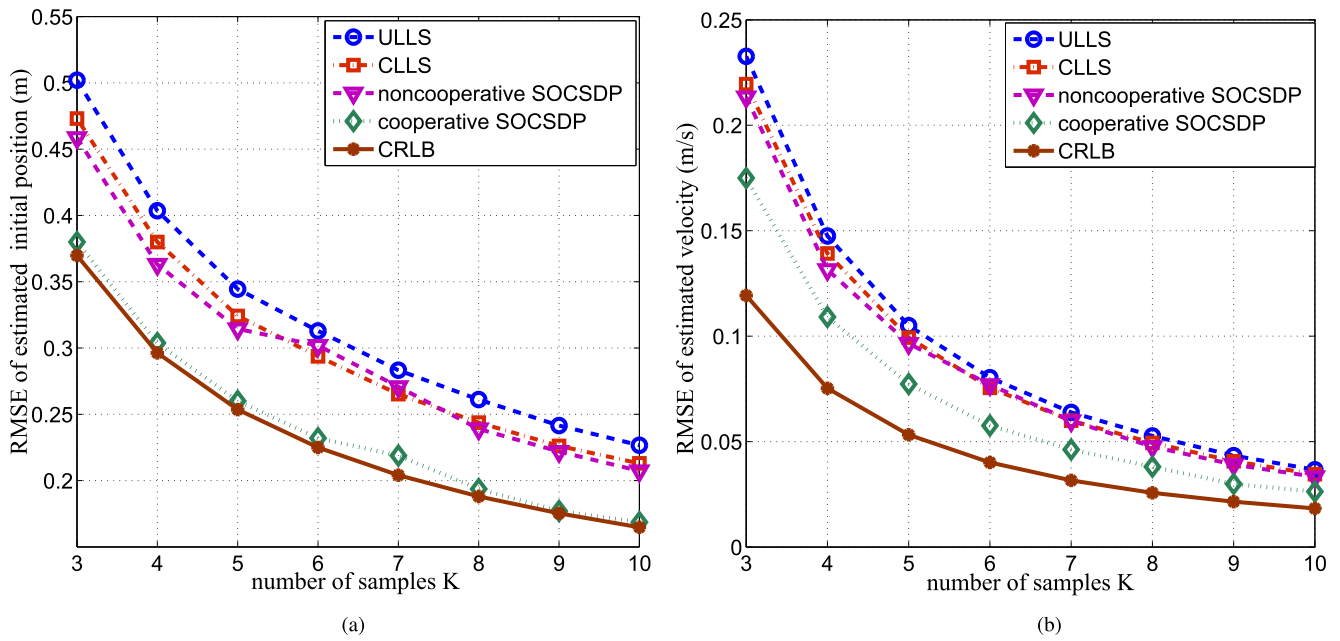 0.55
0.5
0.45
0.4
0.35
0.3
0.25
0.2
RMSE of estimated initial position (m)
ULLS
CLLS
noncooperative SOCSDP
cooperative SOCSDP
CRLB
3 4 5 6 7 8 9 10
number of samples K
(a)
0.25
0.2
0.15
0.1
0.05
0
RMSE of estimated velocity (m/s)
ULLS
CLLS
noncooperative SOCSDP
cooperative SOCSDP
CRLB
3 4 5 6 7 8 9 10
number of samples K
(b)